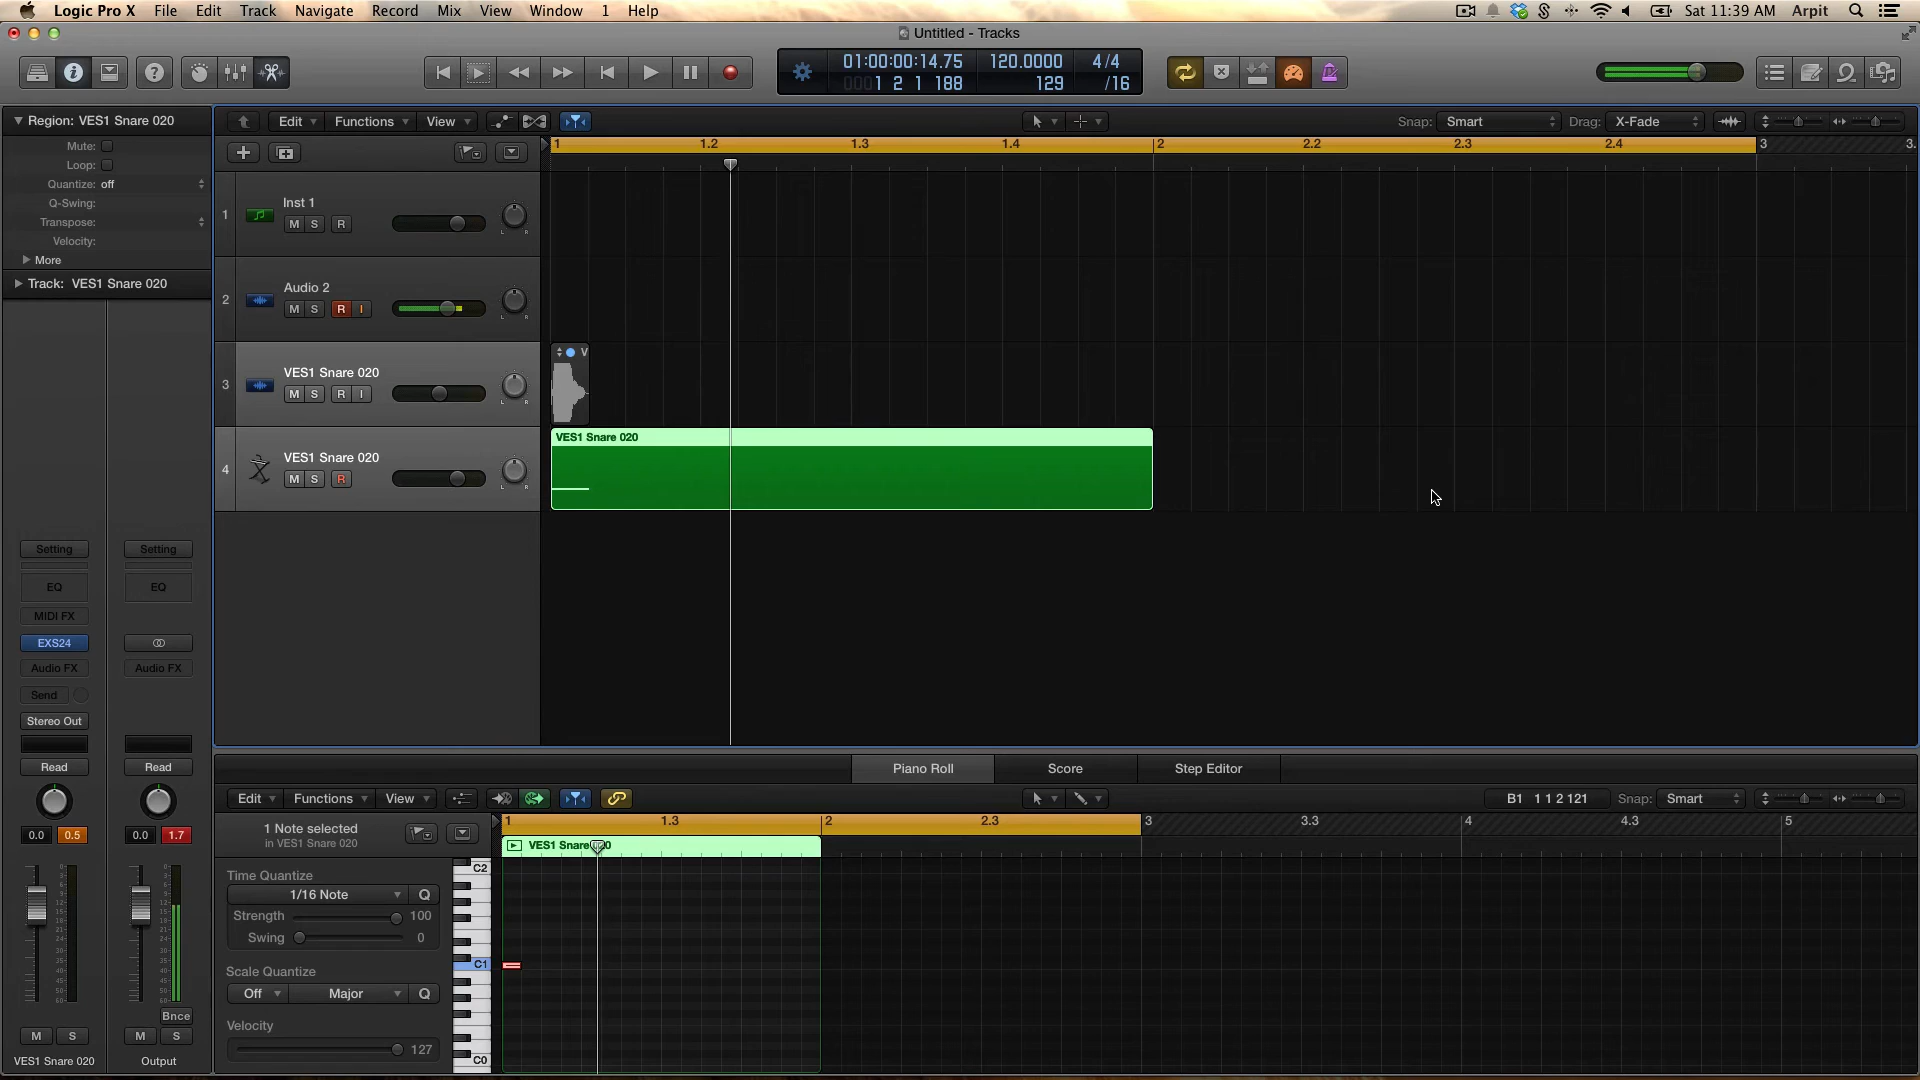 Logic Pro X File Edit Track Navigate Record Mix View Window 1 Help Sat 11:39 AM Arpit
Untitled - Tracks
01:00:00:14.75 120.0000 4/4
0001 2 1 188 129 /16
Region: VES1 Snare 020
Mute:
Loop:
Quantize: off
Q-Swing:
Transpose:
Velocity:
More
Track: VES1 Snare 020
Edit Functions View Snap: Smart Drag: X-Fade
1 1.2 1.3 1.4 2 2.2 2.3 2.4 3 3.
1 Inst 1
M S R
L R
2 Audio 2
M S R I
L R
3 VES1 Snare 020
M S R I
L R
V
4 VES1 Snare 020
M S R
L R
VES1 Snare 020
Setting Setting
EQ EQ
MIDI FX
EXS24
Audio FX Audio FX
Send
Stereo Out
Read Read
0.0 0.5 0.0 1.7
Bnce
M S M S
VES1 Snare 020 Output
Piano Roll Score Step Editor
Edit Functions View B1 1 1 2 121 Snap: Smart
1 1.3 2 2.3 3 3.3 4 4.3 5
1 Note selected
in VES1 Snare 020
Time Quantize
1/16 Note Q
Strength 100
Swing 0
Scale Quantize
Off Major Q
Velocity
127
C2
C1
C0